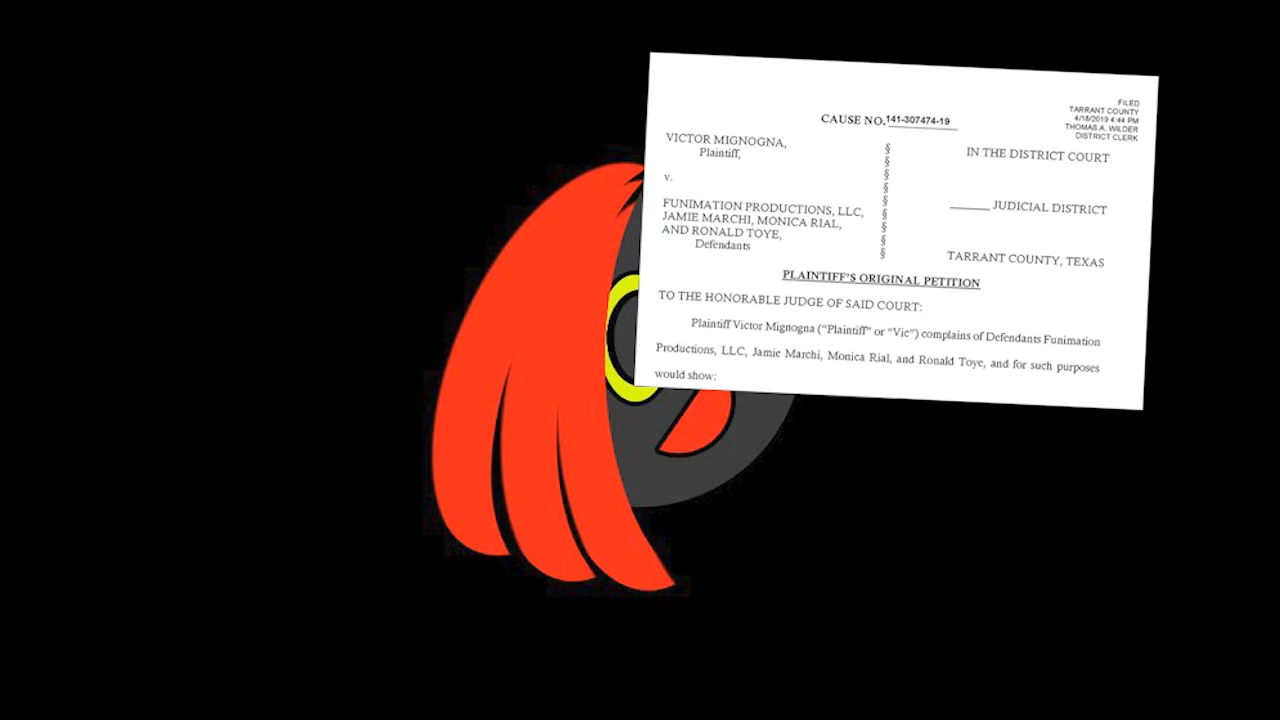 FILED
TARRANT COUNTY
4/18/2019 4:44 PM
THOMAS A. WILDER
DISTRICT CLERK
CAUSE NO. 141-307474-19
VICTOR MIGNOGNA,
Plaintiff,
v.
FUNIMATION PRODUCTIONS, LLC,
JAMIE MARCHI, MONICA RIAL,
AND RONALD TOYE,
Defendants
§
§
§
§
§
§
§
§
§
IN THE DISTRICT COURT
______ JUDICIAL DISTRICT
TARRANT COUNTY, TEXAS
PLAINTIFF'S ORIGINAL PETITION
TO THE HONORABLE JUDGE OF SAID COURT:
Plaintiff Victor Mignogna (“Plaintiff” or “Vic”) complains of Defendants Funimation
Productions, LLC, Jamie Marchi, Monica Rial, and Ronald Toye, and for such purposes
would show: